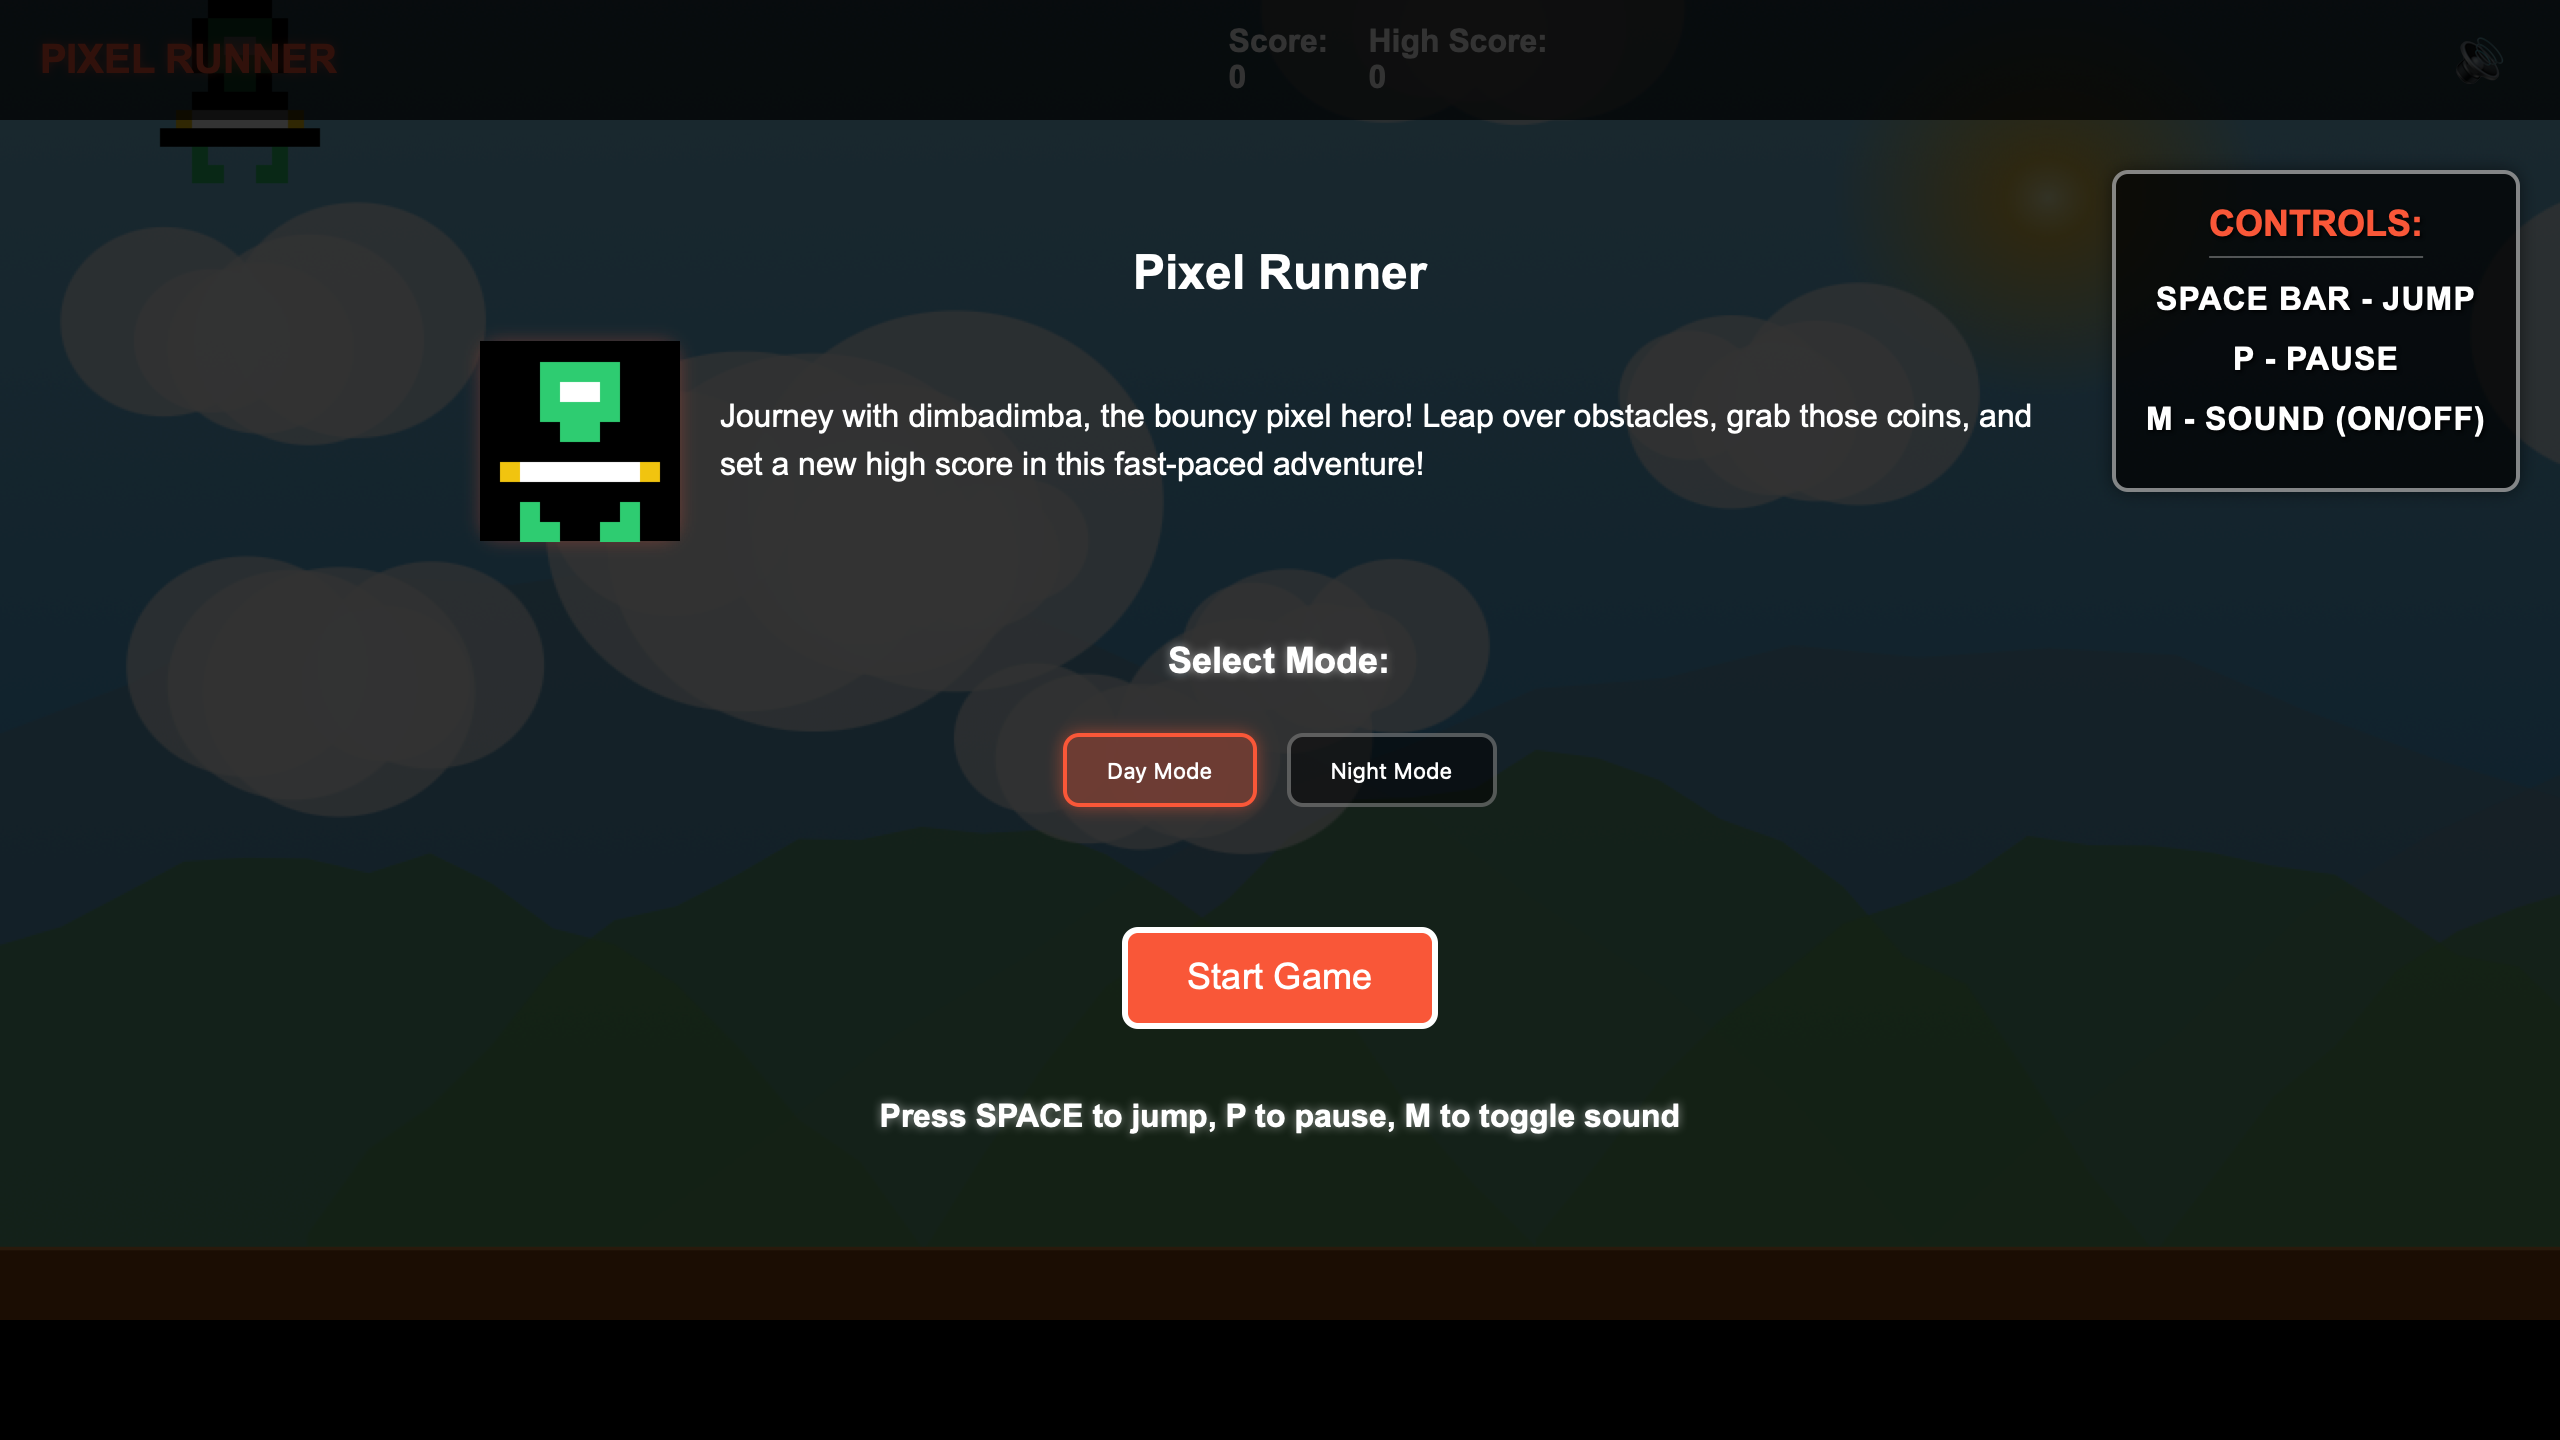 PIXEL RUNNER
Score:
0
High Score:
0
CONTROLS:
SPACE BAR - JUMP
P - PAUSE
M - SOUND (ON/OFF)
Pixel Runner
Journey with dimbadimba, the bouncy pixel hero! Leap over obstacles, grab those coins, and
set a new high score in this fast-paced adventure!
Select Mode:
Day Mode
Night Mode
Start Game
Press SPACE to jump, P to pause, M to toggle sound